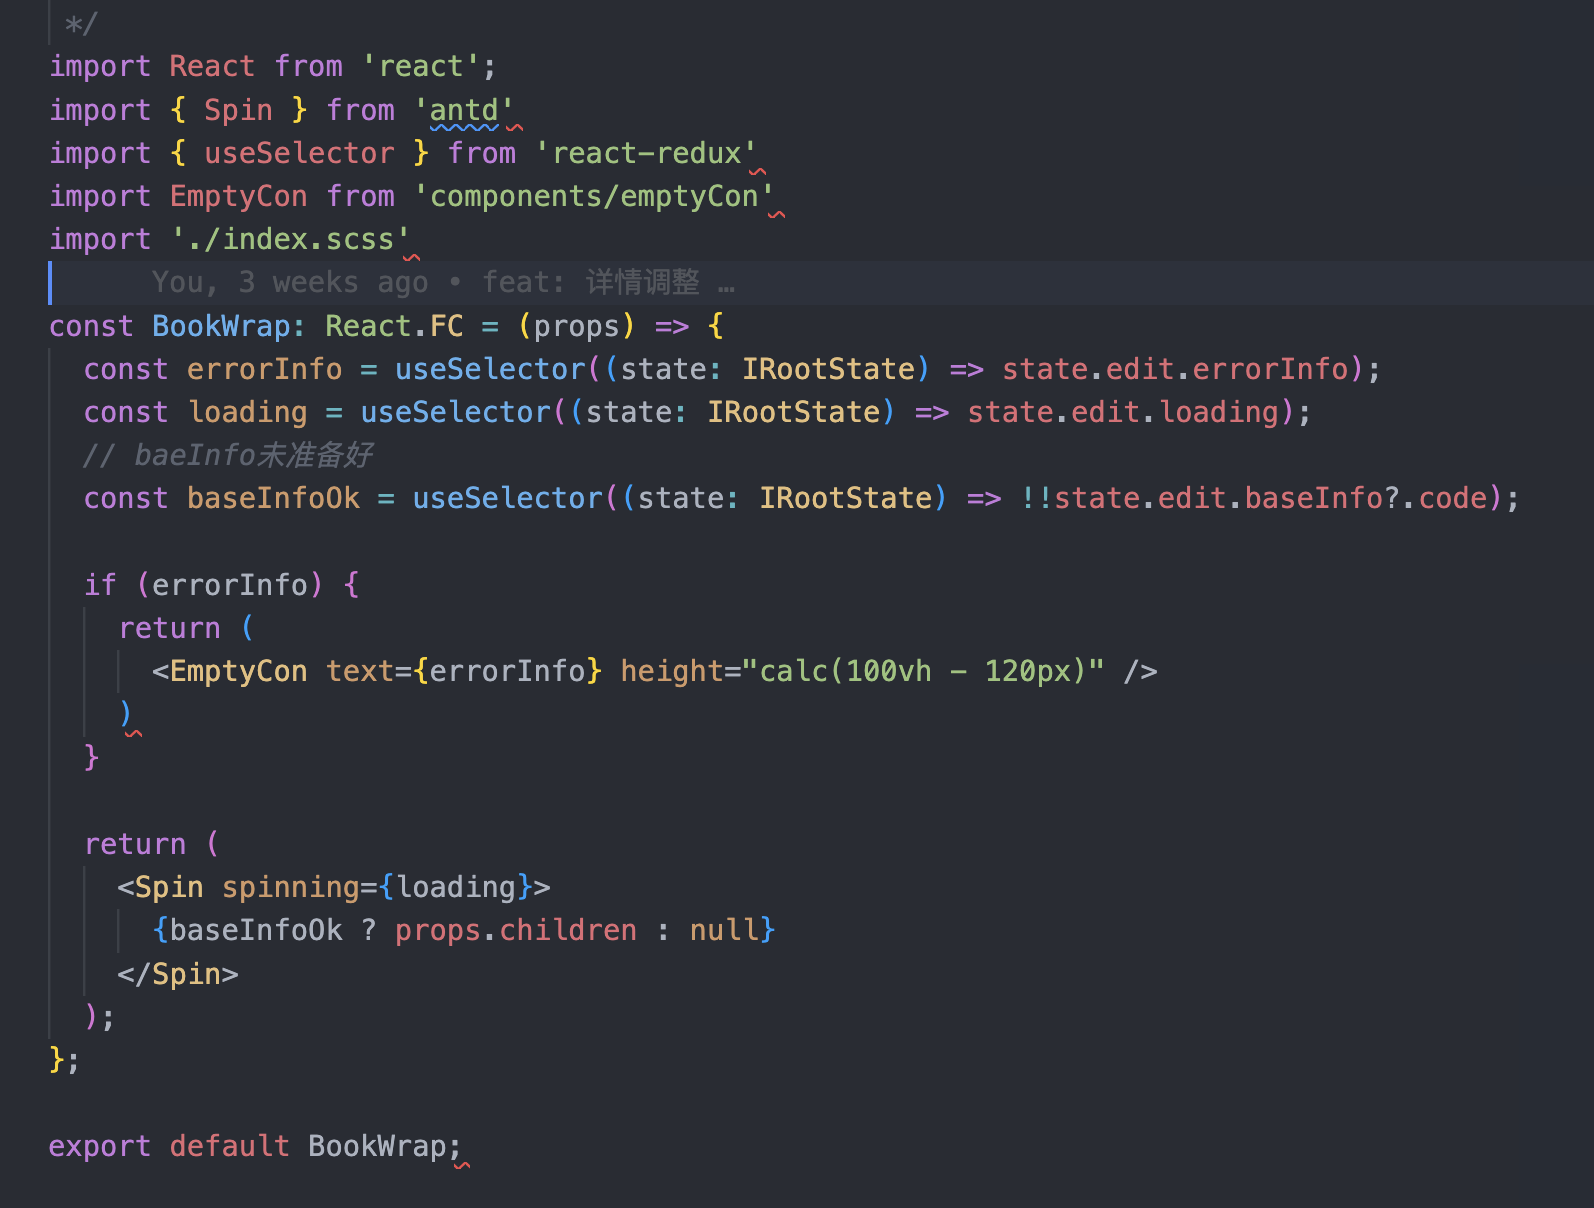 */
import React from 'react';
import { Spin } from 'antd'
import { useSelector } from 'react-redux'
import EmptyCon from 'components/emptyCon'
import './index.scss'
You, 3 weeks ago • feat: 详情调整 …
const BookWrap: React.FC = (props) => {
const errorInfo = useSelector((state: IRootState) => state.edit.errorInfo);
const loading = useSelector((state: IRootState) => state.edit.loading);
// baeInfo未准备好
const baseInfoOk = useSelector((state: IRootState) => !!state.edit.baseInfo?.code);
if (errorInfo) {
return (
<EmptyCon text={errorInfo} height="calc(100vh - 120px)" />
)
}
return (
<Spin spinning={loading}>
{baseInfoOk ? props.children : null}
</Spin>
);
};
export default BookWrap;